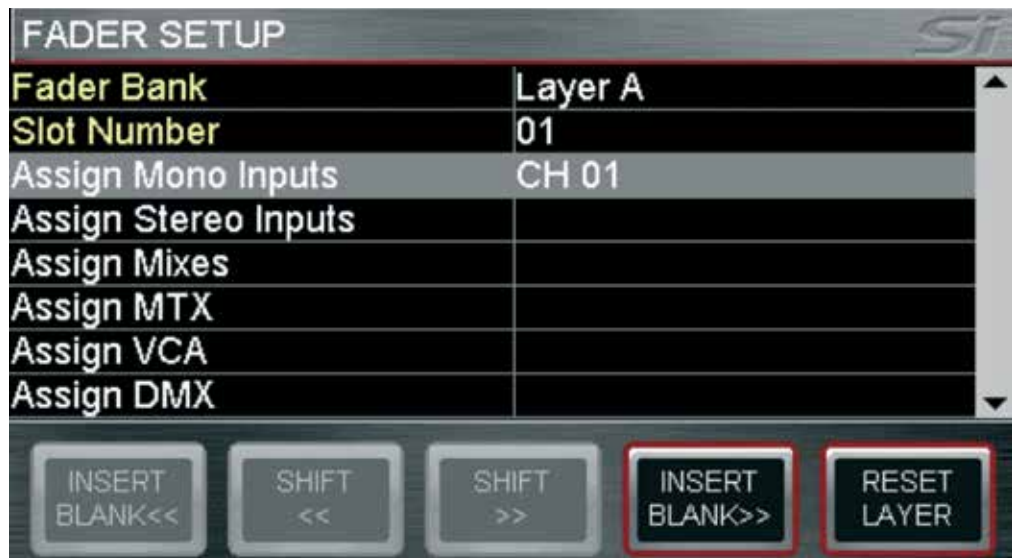 FADER SETUP Si
Fader Bank Layer A
Slot Number 01
Assign Mono Inputs CH 01
Assign Stereo Inputs
Assign Mixes
Assign MTX
Assign VCA
Assign DMX
INSERT SHIFT SHIFT INSERT RESET
BLANK<< << >> BLANK>> LAYER